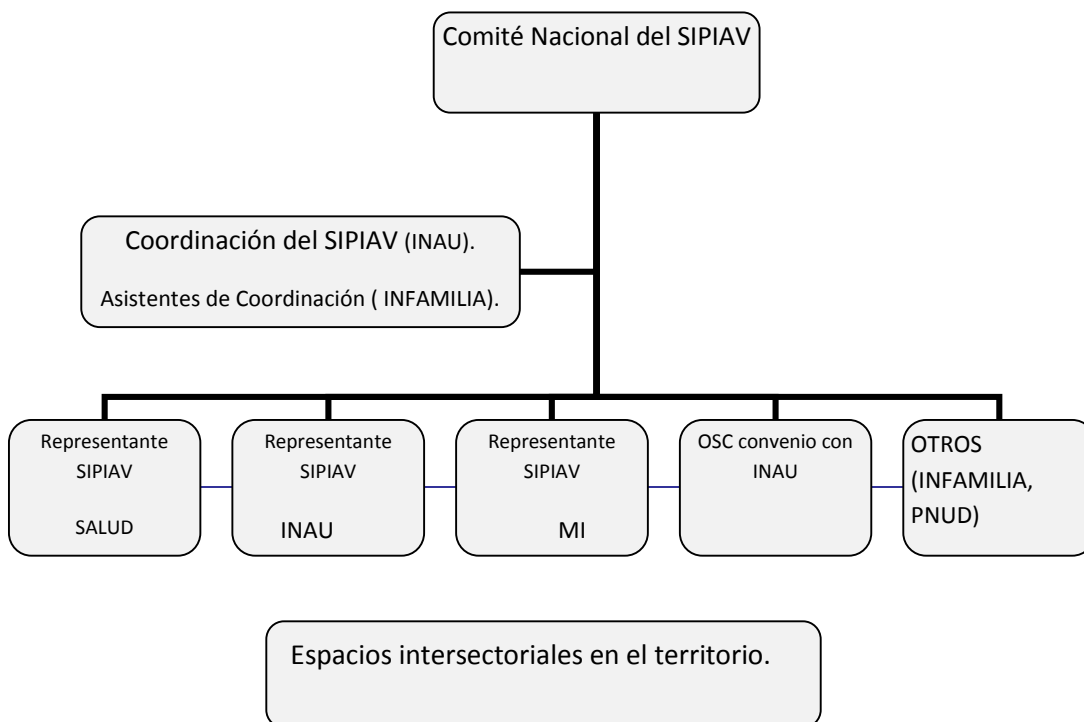 Comité Nacional del SIPIAV
Coordinación del SIPIAV (INAU).
Asistentes de Coordinación ( INFAMILIA).
Representante
SIPIAV
SALUD
Representante
SIPIAV
INAU
Representante
SIPIAV
MI
OSC convenio con
INAU
OTROS
(INFAMILIA,
PNUD)
Espacios intersectoriales en el territorio.